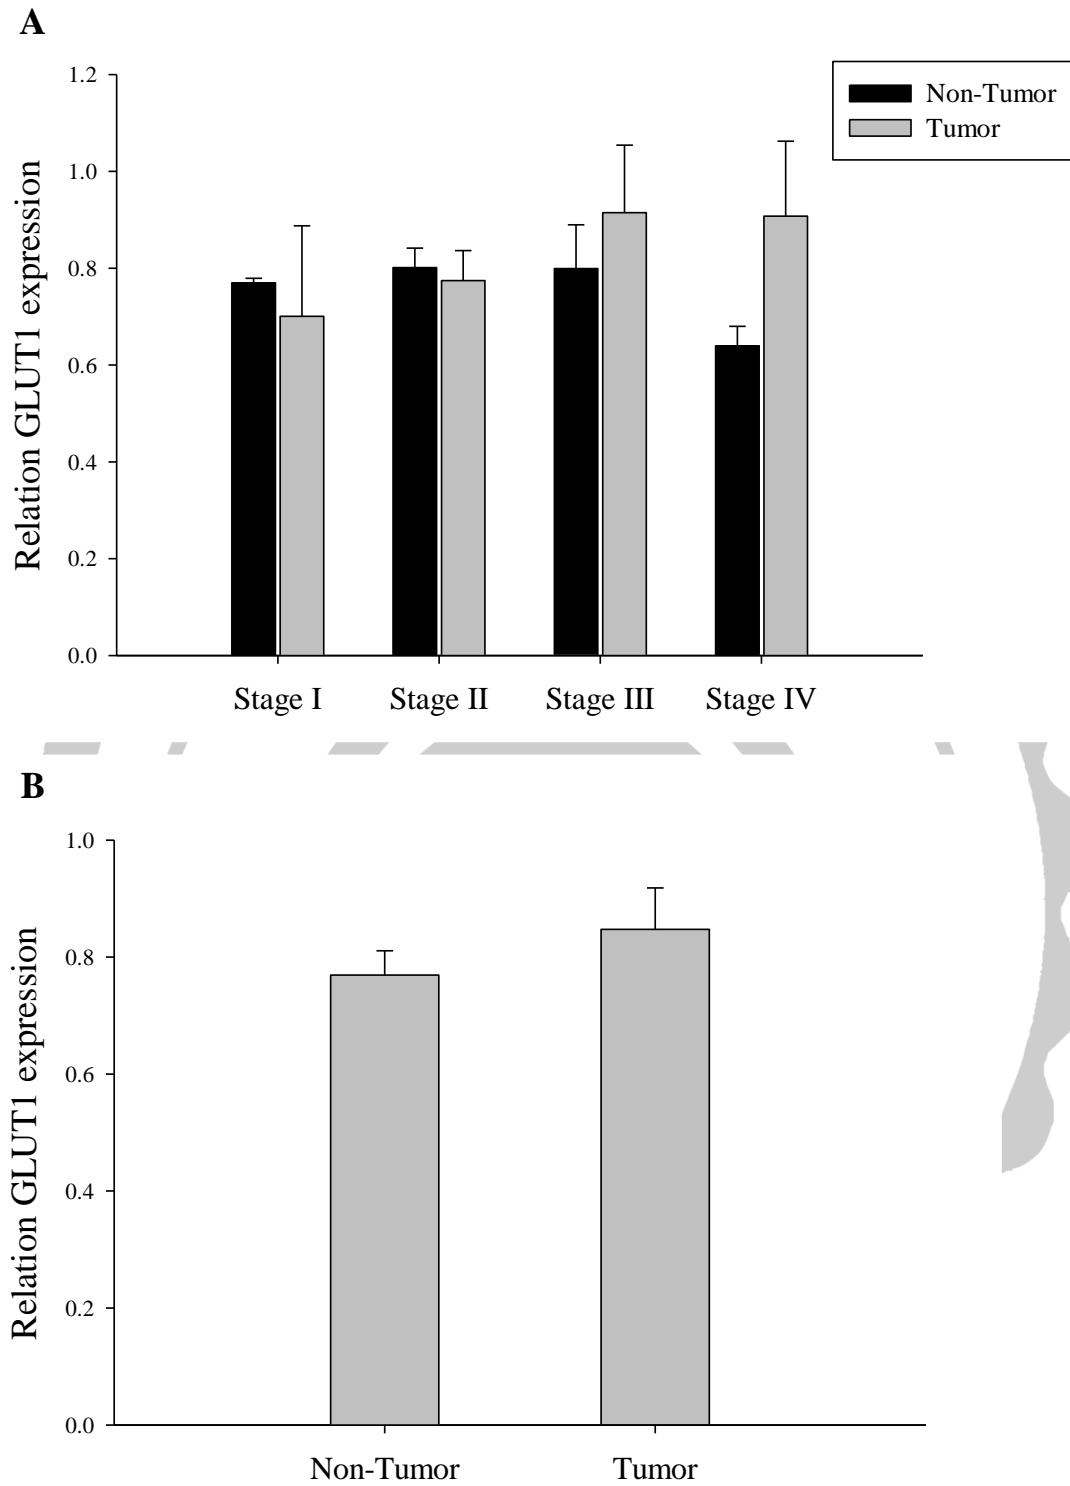 A
1.2
1.0
0.8
0.6
0.4
0.2
0.0
Relation GLUT1 expression
Non-Tumor
Tumor
Stage I Stage II Stage III Stage IV
B
1.0
0.8
0.6
0.4
0.2
0.0
Relation GLUT1 expression
Non-Tumor Tumor